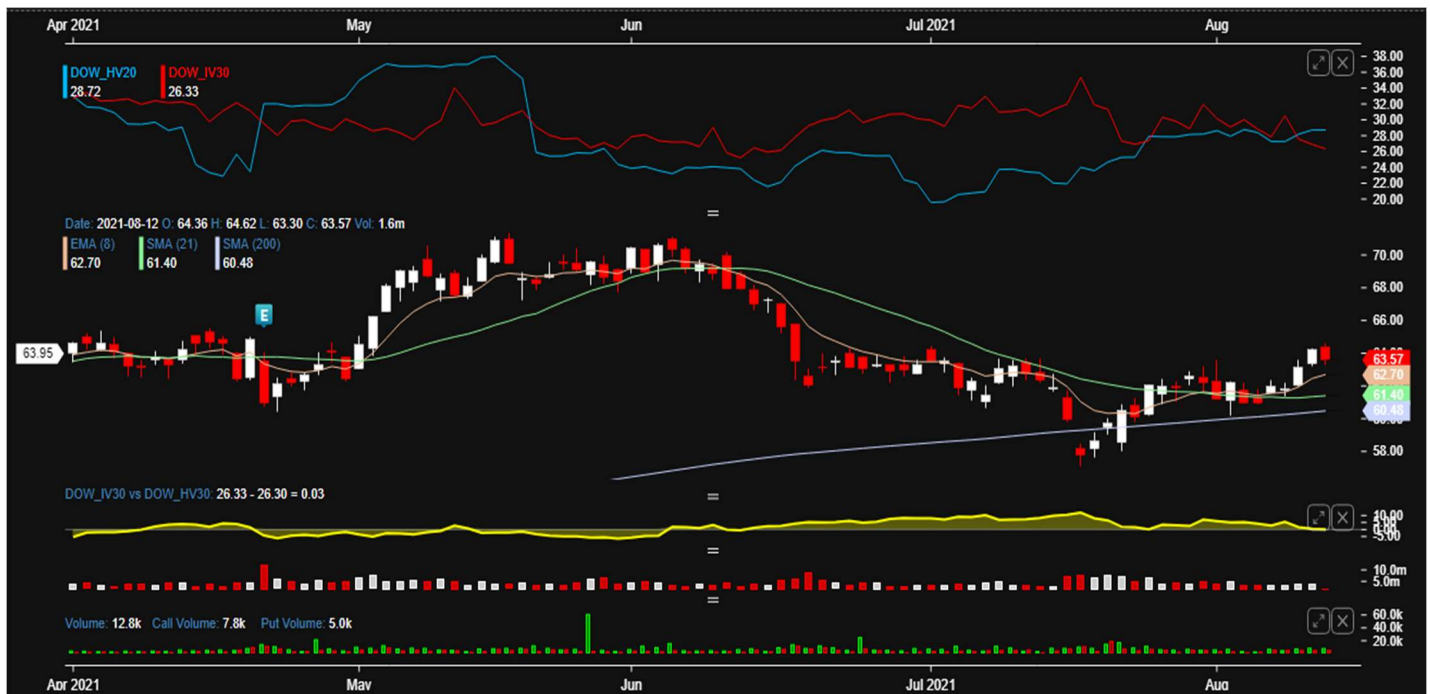 Apr 2021 May Jun Jul 2021 Aug
DOW_HV20 DOW_IV30
28.72 26.33
38.00
36.00
34.00
32.00
30.00
28.00
26.00
24.00
22.00
20.00
Date: 2021-08-12 O: 64.36 H: 64.62 L: 63.30 C: 63.57 Vol: 1.6m
EMA (8) SMA (21) SMA (200)
62.70 61.40 60.48
E
63.95
70.00
68.00
66.00
63.57
62.70
61.40
60.48
58.00
DOW_IV30 vs DOW_HV30: 26.33 - 26.30 = 0.03
10.00
-5.00
10.0m
5.0m
Volume: 12.8k Call Volume: 7.8k Put Volume: 5.0k
60.0k
40.0k
20.0k
Apr 2021 May Jun Jul 2021 Aug